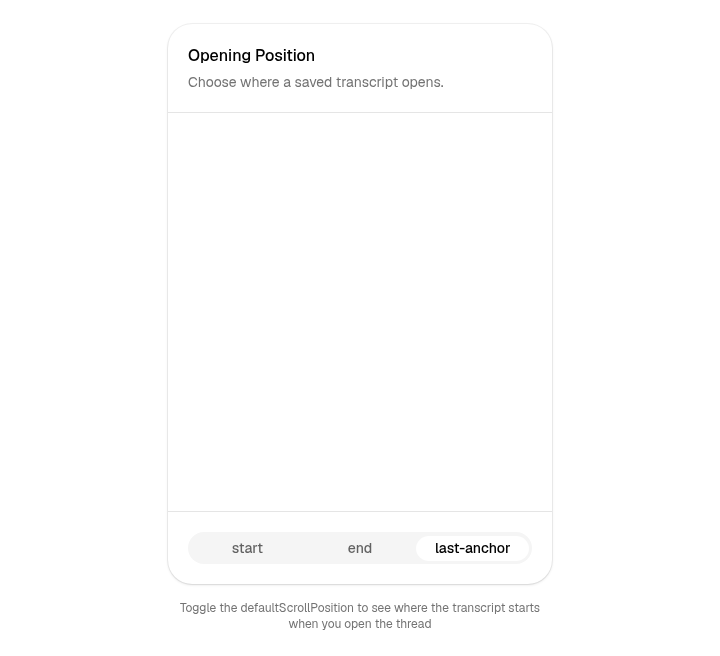 Opening Position
Choose where a saved transcript opens.
start
end
last-anchor
Toggle the defaultScrollPosition to see where the transcript starts
when you open the thread